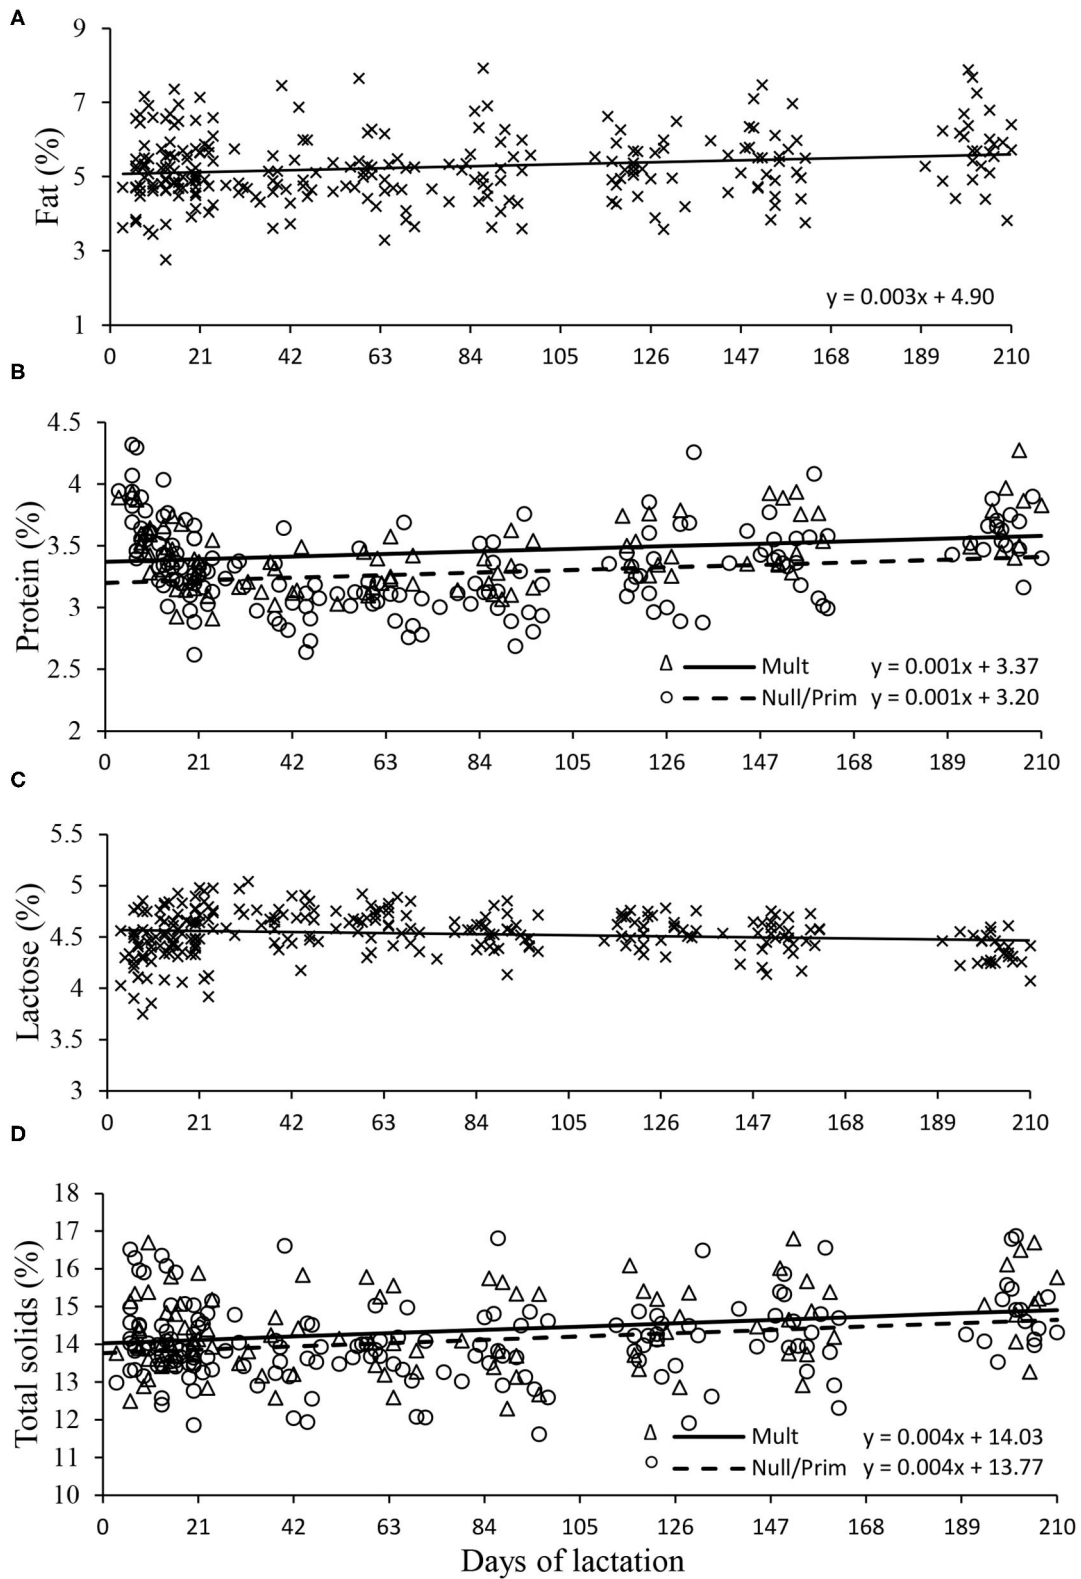 A
Fat (%)
9
7
5
3
1
y = 0.003x + 4.90
0 21 42 63 84 105 126 147 168 189 210
B
Protein (%)
4.5
4
3.5
3
2.5
2
Mult y = 0.001x + 3.37
Null/Prim y = 0.001x + 3.20
0 21 42 63 84 105 126 147 168 189 210
C
Lactose (%)
5.5
5
4.5
4
3.5
3
0 21 42 63 84 105 126 147 168 189 210
D
Total solids (%)
18
17
16
15
14
13
12
11
10
Mult y = 0.004x + 14.03
Null/Prim y = 0.004x + 13.77
0 21 42 63 84 105 126 147 168 189 210
Days of lactation